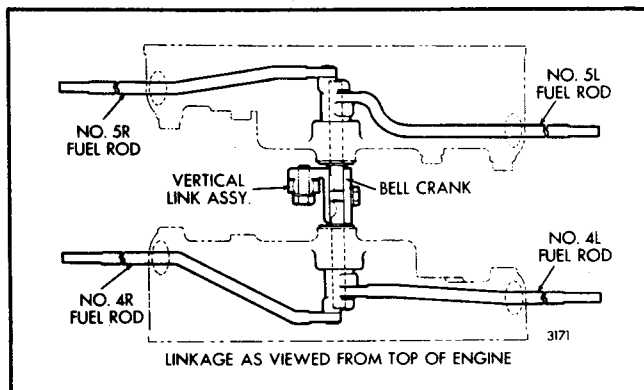 NO. 5R
FUEL ROD
NO. 5L
FUEL ROD
VERTICAL
LINK ASSY.
BELL CRANK
NO. 4R
FUEL ROD
NO. 4L
FUEL ROD
3171
LINKAGE AS VIEWED FROM TOP OF ENGINE